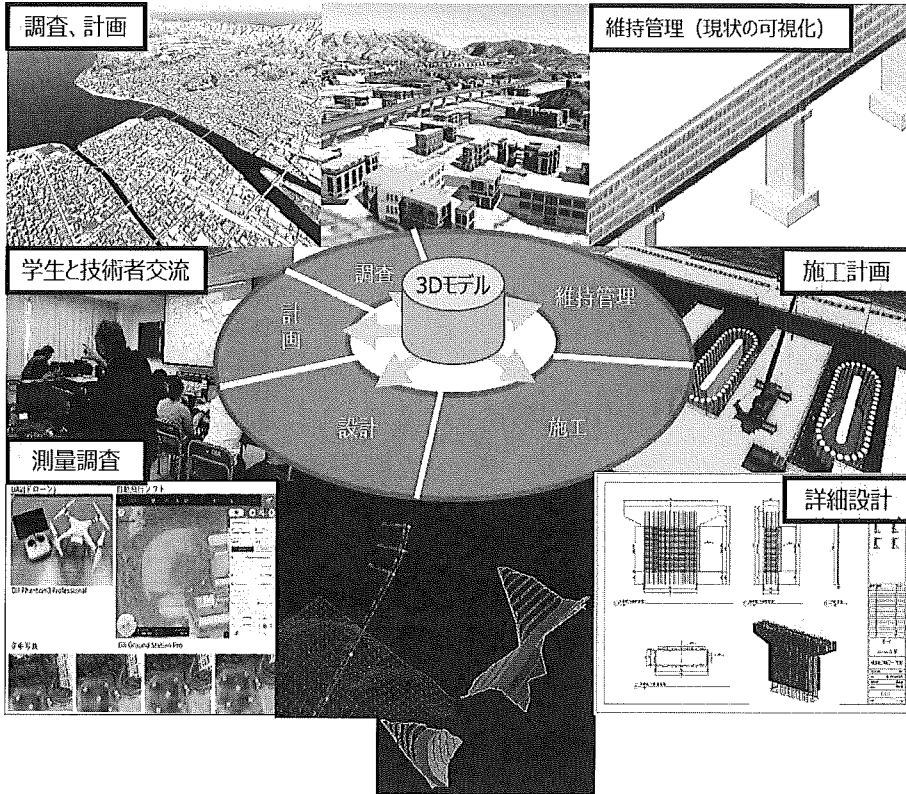 調査、計画
維持管理（現状の可視化）
学生と技術者交流
施工計画
調査
3Dモデル
維持管理
計画
設計
施工
測量調査
詳細設計
DJI Phantom3 Professional
DJI Ground Station Pro